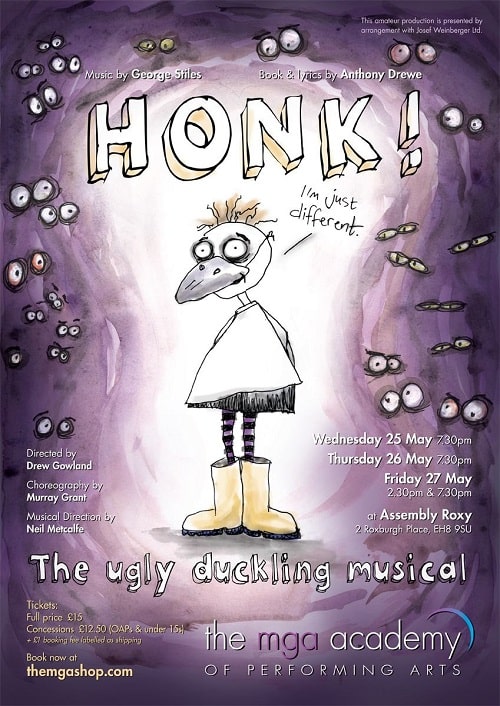 This amateur production is presented by
arrangement with Josef Weinberger Ltd.
Music by George Stiles
Book & lyrics by Anthony Drewe
HONK!
I'm just
different.
Wednesday 25 May 7.30pm
Thursday 26 May 7.30pm
Friday 27 May
2.30pm & 7.30pm
at Assembly Roxy
2 Roxburgh Place, EH8 9SU
Directed by
Drew Gowland
Choreography by
Murray Grant
Musical Direction by
Neil Metcalfe
The ugly duckling musical
Tickets:
Full price £15
Concessions £12.50 (OAPs & under 15s)
+ £1 booking fee labelled as shipping
Book now at
themgashop.com
the mga academy
OF PERFORMING ARTS